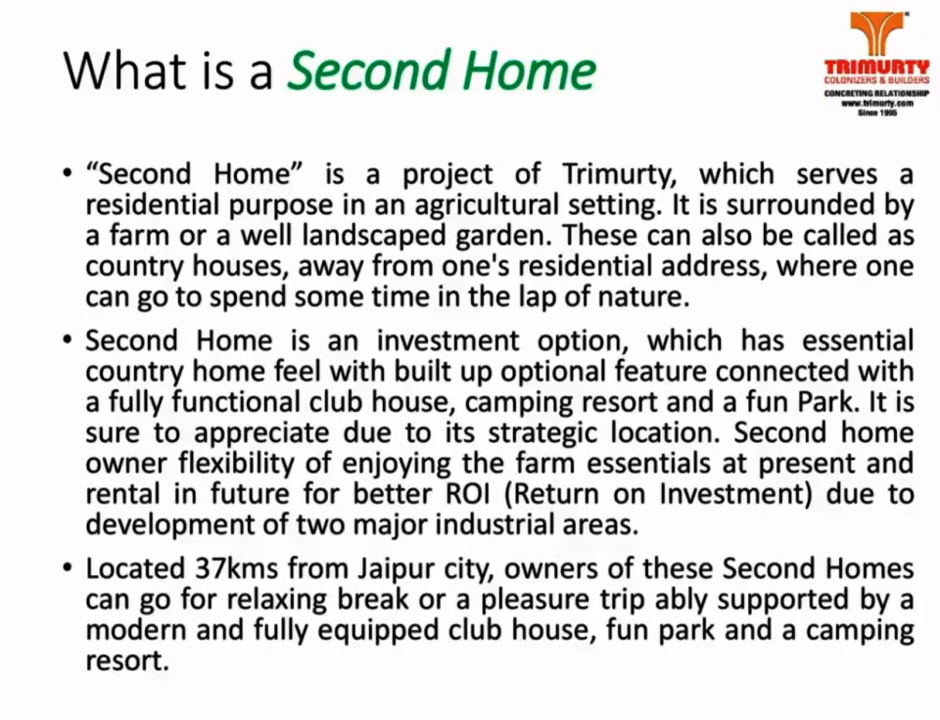 What is a Second Home
TRIMURTY
COLONIZERS & BUILDERS
CONCRETING RELATIONSHIP
www.trimurty.com
Since 1995
• “Second Home” is a project of Trimurty, which serves a
residential purpose in an agricultural setting. It is surrounded by
a farm or a well landscaped garden. These can also be called as
country houses, away from one's residential address, where one
can go to spend some time in the lap of nature.
• Second Home is an investment option, which has essential
country home feel with built up optional feature connected with
a fully functional club house, camping resort and a fun Park. It is
sure to appreciate due to its strategic location. Second home
owner flexibility of enjoying the farm essentials at present and
rental in future for better ROI (Return on Investment) due to
development of two major industrial areas.
• Located 37kms from Jaipur city, owners of these Second Homes
can go for relaxing break or a pleasure trip ably supported by a
modern and fully equipped club house, fun park and a camping
resort.